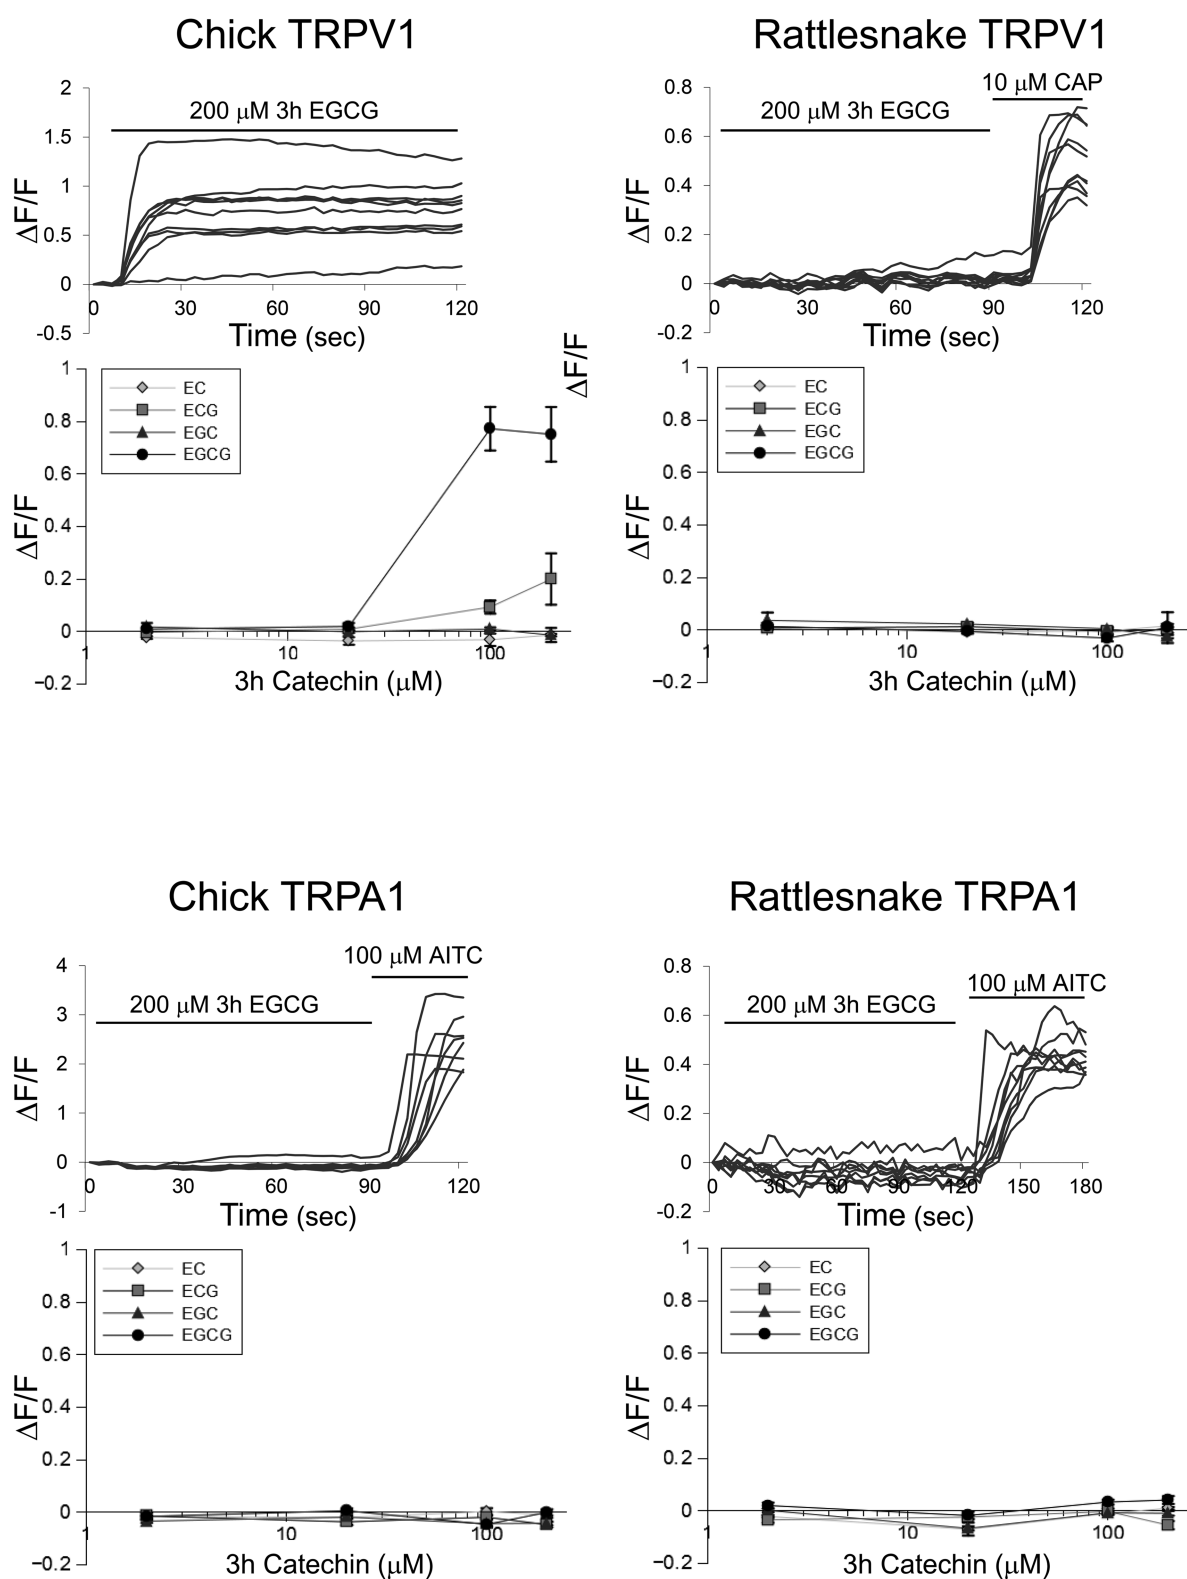 Chick TRPV1
2
1.5
1
0.5
0
-0.5
ΔF/F
200 μM 3h EGCG
0 30 60 90 120
Time (sec)
Rattlesnake TRPV1
0.8
0.6
0.4
0.2
0
-0.2
ΔF/F
200 μM 3h EGCG
10 μM CAP
0 30 60 90 120
Time (sec)
1
0.8
0.6
0.4
0.2
0
−0.2
ΔF/F
EC
ECG
EGC
EGCG
1 10 100
3h Catechin (μM)
ΔF/F
1
0.8
0.6
0.4
0.2
0
−0.2
ΔF/F
EC
ECG
EGC
EGCG
1 10 100
3h Catechin (μM)
Chick TRPA1
4
3
2
1
0
-1
ΔF/F
200 μM 3h EGCG
100 μM AITC
0 30 60 90 120
Time (sec)
Rattlesnake TRPA1
0.8
0.6
0.4
0.2
0
-0.2
ΔF/F
200 μM 3h EGCG
100 μM AITC
0 30 60 90 120 150 180
Time (sec)
1
0.8
0.6
0.4
0.2
0
−0.2
ΔF/F
EC
ECG
EGC
EGCG
1 10 100
3h Catechin (μM)
1
0.8
0.6
0.4
0.2
0
−0.2
ΔF/F
EC
ECG
EGC
EGCG
1 10 100
3h Catechin (μM)